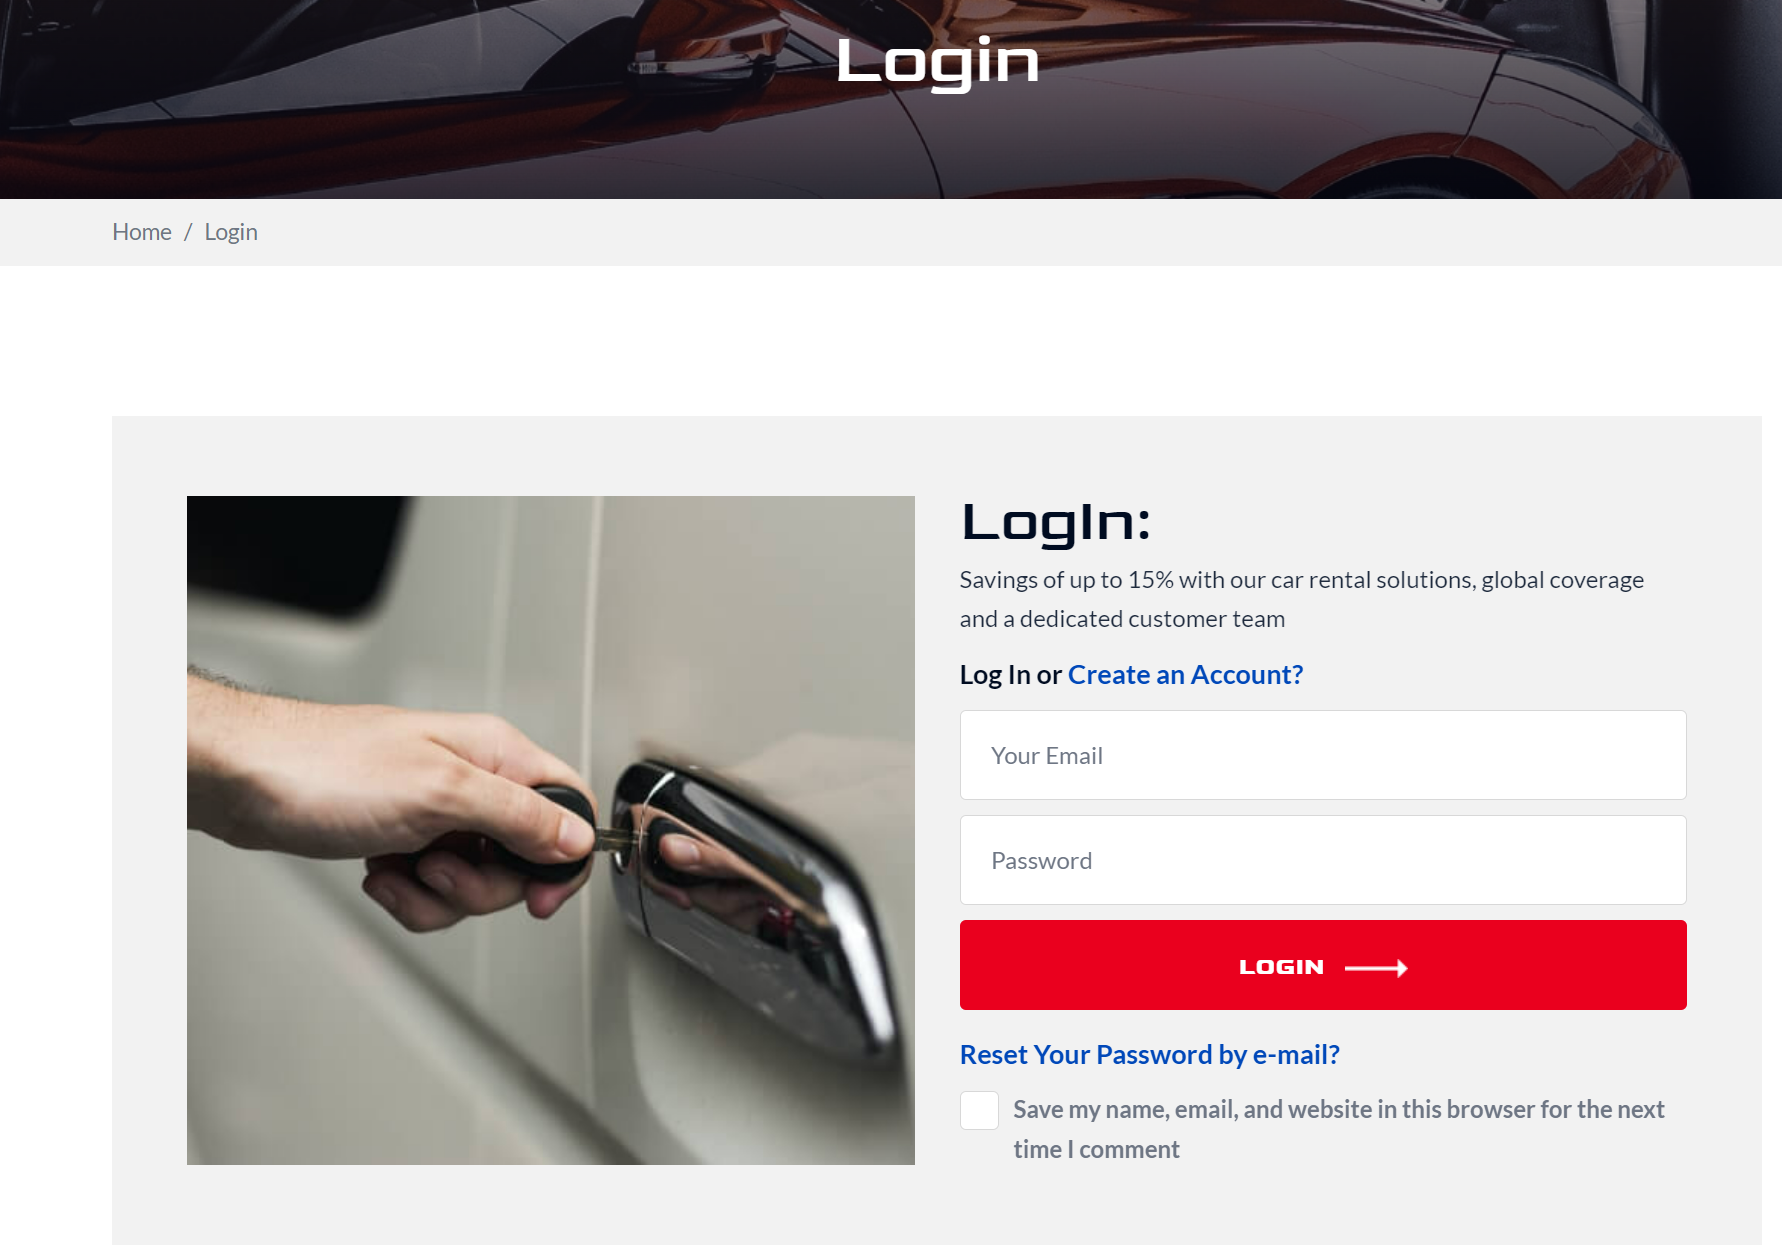 Login
Home / Login
LogIn:
Savings of up to 15% with our car rental solutions, global coverage
and a dedicated customer team
Log In or Create an Account?
Your Email
Password
LOGIN
Reset Your Password by e-mail?
Save my name, email, and website in this browser for the next
time I comment